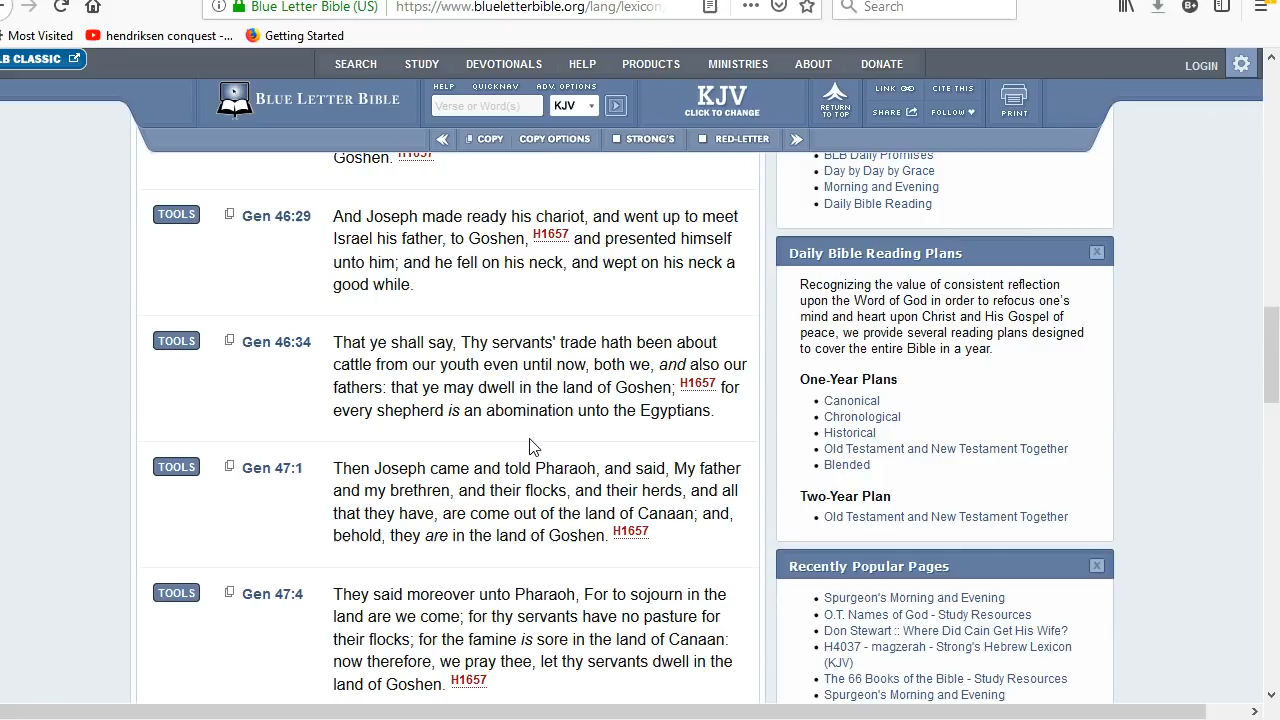 Blue Letter Bible (US)
https://www.blueletterbible.org/lang/lexicon
Search
Most Visited
hendriksen conquest -...
Getting Started
LB CLASSIC
SEARCH STUDY DEVOTIONALS HELP PRODUCTS MINISTRIES ABOUT DONATE
LOGIN
BLUE LETTER BIBLE
HELP QUICKNAV ADV. OPTIONS
Verse or Word(s)
KJV
KJV
CLICK TO CHANGE
RETURN
TO TOP
LINK CITE THIS
SHARE FOLLOW
PRINT
COPY COPY OPTIONS STRONG'S RED-LETTER
Goshen. H1657
TOOLS Gen 46:29
And Joseph made ready his chariot, and went up to meet
Israel his father, to Goshen, H1657 and presented himself
unto him; and he fell on his neck, and wept on his neck a
good while.
TOOLS Gen 46:34
That ye shall say, Thy servants' trade hath been about
cattle from our youth even until now, both we, and also our
fathers: that ye may dwell in the land of Goshen; H1657 for
every shepherd is an abomination unto the Egyptians.
TOOLS Gen 47:1
Then Joseph came and told Pharaoh, and said, My father
and my brethren, and their flocks, and their herds, and all
that they have, are come out of the land of Canaan; and,
behold, they are in the land of Goshen. H1657
TOOLS Gen 47:4
They said moreover unto Pharaoh, For to sojourn in the
land are we come; for thy servants have no pasture for
their flocks; for the famine is sore in the land of Canaan:
now therefore, we pray thee, let thy servants dwell in the
land of Goshen. H1657
BLB Daily Promises
Day by Day by Grace
Morning and Evening
Daily Bible Reading
Daily Bible Reading Plans
Recognizing the value of consistent reflection
upon the Word of God in order to refocus one's
mind and heart upon Christ and His Gospel of
peace, we provide several reading plans designed
to cover the entire Bible in a year.
One-Year Plans
Canonical
Chronological
Historical
Old Testament and New Testament Together
Blended
Two-Year Plan
Old Testament and New Testament Together
Recently Popular Pages
Spurgeon's Morning and Evening
O.T. Names of God - Study Resources
Don Stewart :: Where Did Cain Get His Wife?
H4037 - magzerah - Strong's Hebrew Lexicon
(KJV)
The 66 Books of the Bible - Study Resources
Spurgeon's Morning and Evening